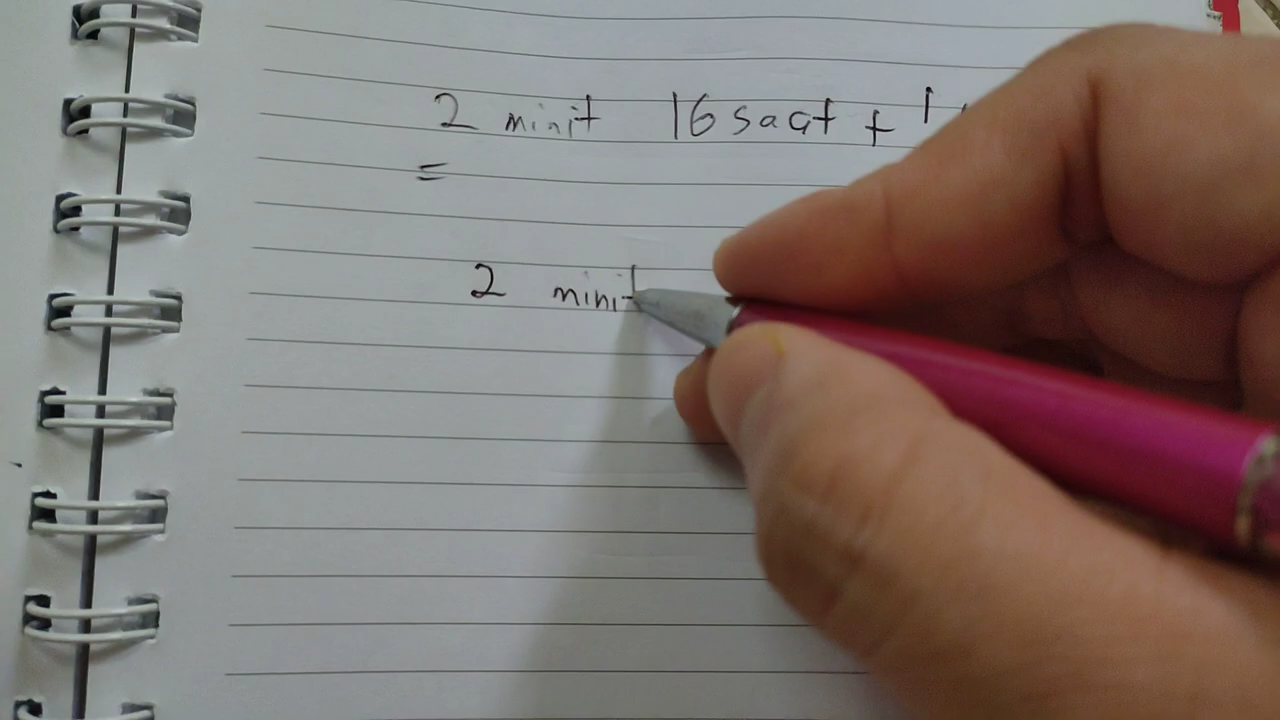 2 minit 16 saat +
=
2 minit